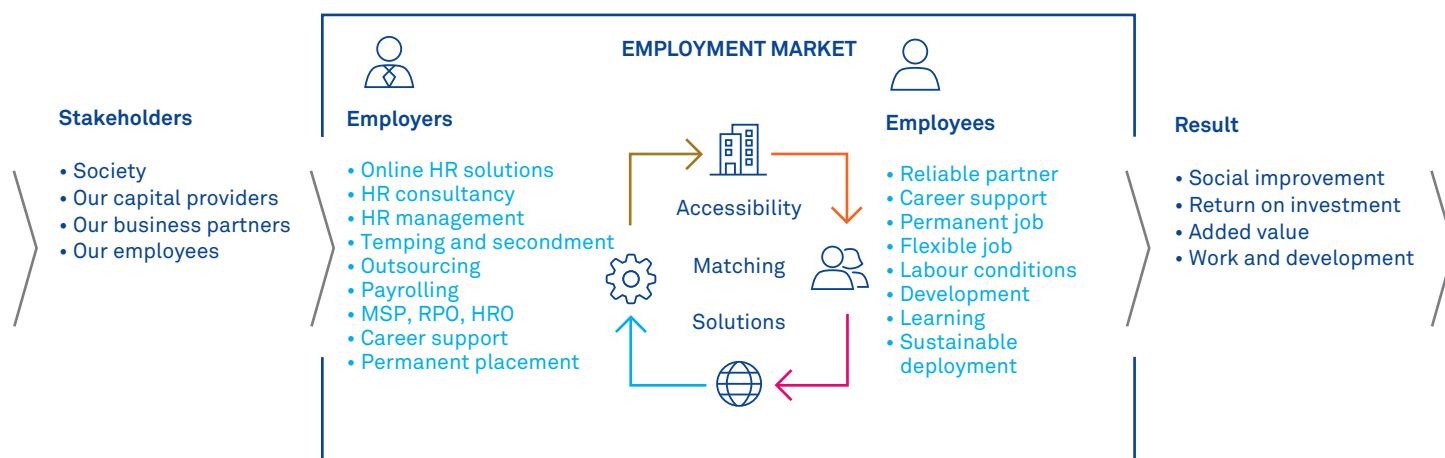 EMPLOYMENT MARKET
Stakeholders
• Society
• Our capital providers
• Our business partners
• Our employees
Employers
• Online HR solutions
• HR consultancy
• HR management
• Temping and secondment
• Outsourcing
• Payrolling
• MSP, RPO, HRO
• Career support
• Permanent placement
Accessibility
Matching
Solutions
Employees
• Reliable partner
• Career support
• Permanent job
• Flexible job
• Labour conditions
• Development
• Learning
• Sustainable
deployment
Result
• Social improvement
• Return on investment
• Added value
• Work and development